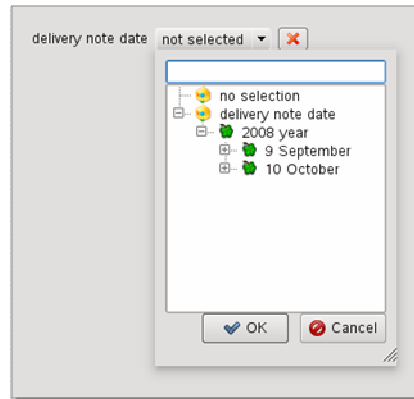 delivery note date not selected
no selection
delivery note date
2008 year
9 September
10 October
OK Cancel